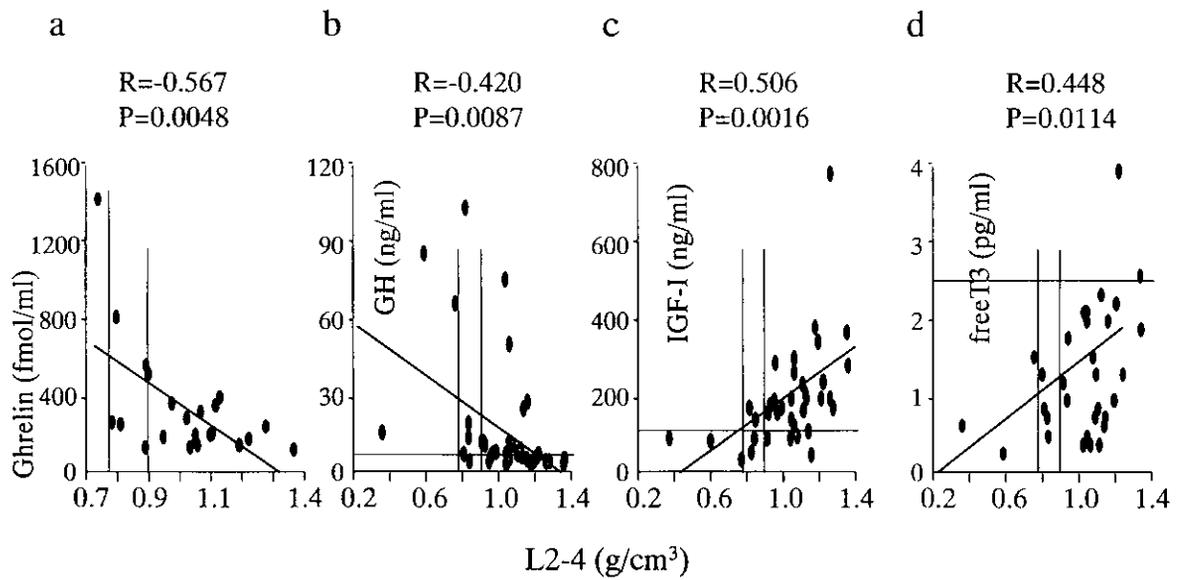 a b c d
R=-0.567 R=-0.420 R=0.506 R=0.448
P=0.0048 P=0.0087 P=0.0016 P=0.0114
Ghrelin (fmol/ml)
1600
1200
800
400
0
0.7 0.9 1.1 1.4
GH (ng/ml)
120
90
60
30
0
0.2 0.6 1.0 1.4
IGF-I (ng/ml)
800
600
400
200
0
0.2 0.6 1.0 1.4
freeT3 (pg/ml)
4
3
2
1
0
0.2 0.6 1.0 1.4
L2-4 (g/cm³)